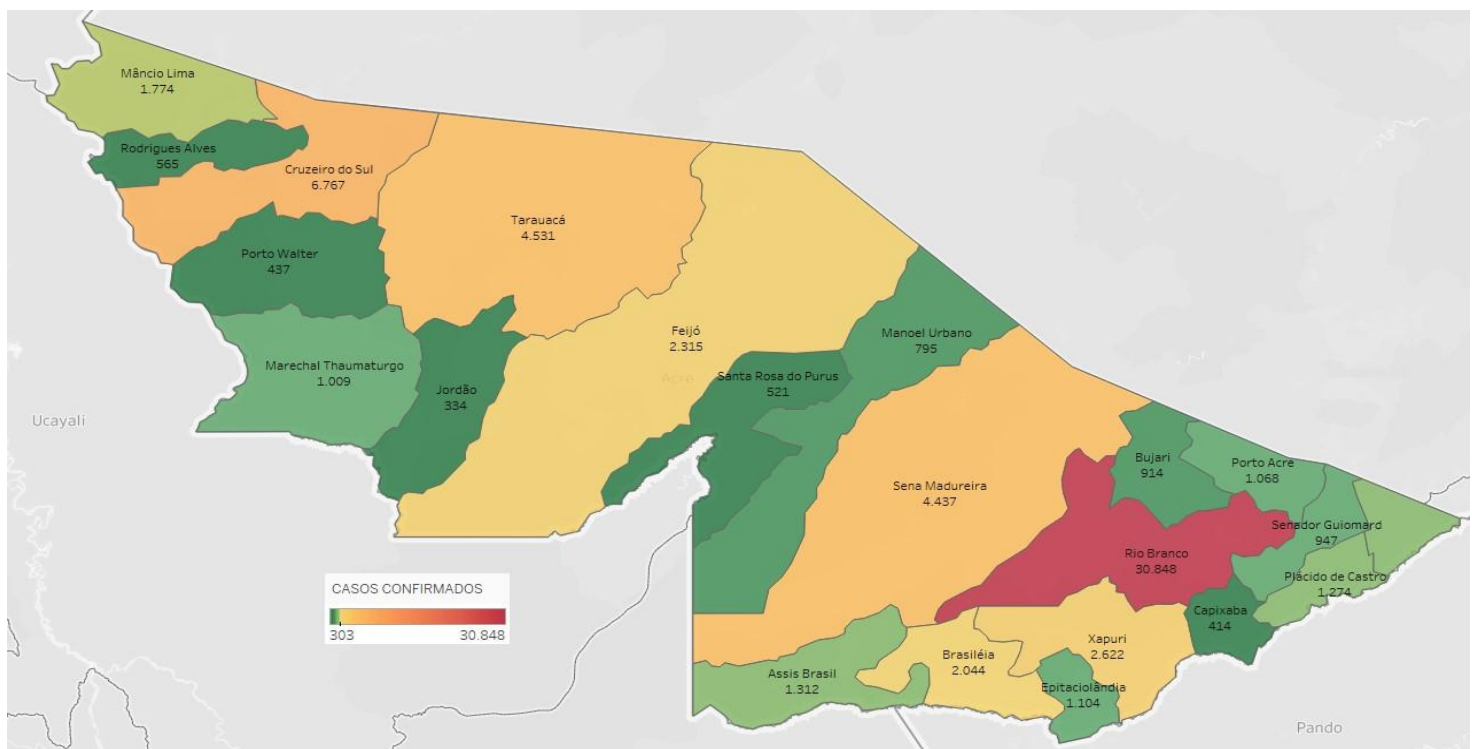 Mâncio Lima
1.774
Rodrigues Alves
565
Cruzeiro do Sul
6.767
Tarauacá
4.531
Porto Walter
437
Feijó
2.315
Manoel Urbano
795
Marechal Thaumaturgo
1.009
Jordão
334
Santa Rosa do Purus
521
Acre
Ucayali
Bujari
914
Porto Acre
1.068
Sena Madureira
4.437
Senador Guiomard
947
Rio Branco
30.848
Plácido de Castro
1.274
CASOS CONFIRMADOS
303 30.848
Capixaba
414
Xapuri
2.622
Brasiléia
2.044
Assis Brasil
1.312
Epitaciolândia
1.104
Pando